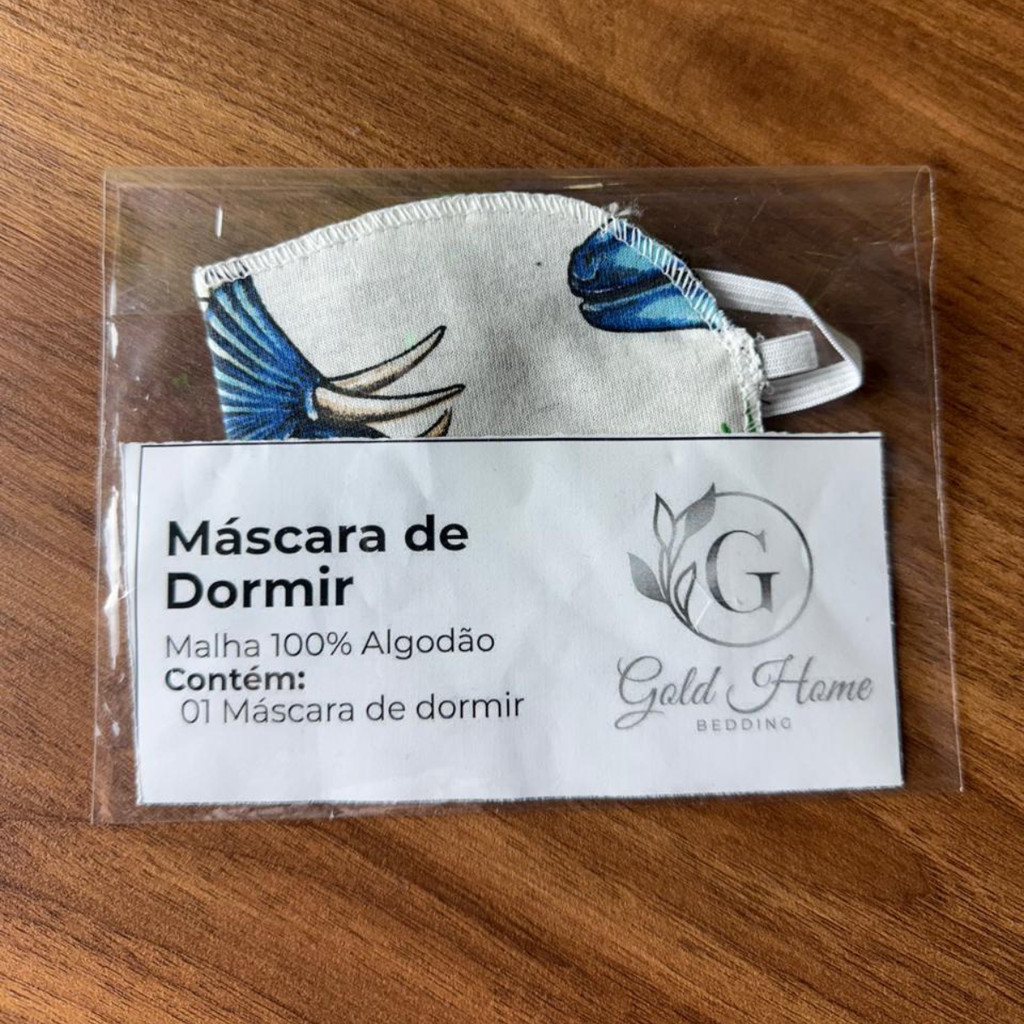 Máscara de
Dormir
Malha 100% Algodão
Contém:
01 Máscara de dormir
G
Gold Home
BEDDING